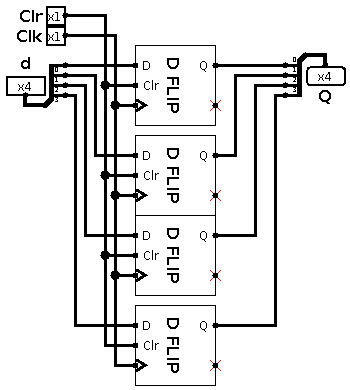 Clr x1
Clk x1
d
x4
0
1
2
3
D Q
Clr
D FLIP
D Q
Clr
D FLIP
D Q
Clr
D FLIP
D Q
Clr
D FLIP
0
1
2
3
x4
Q